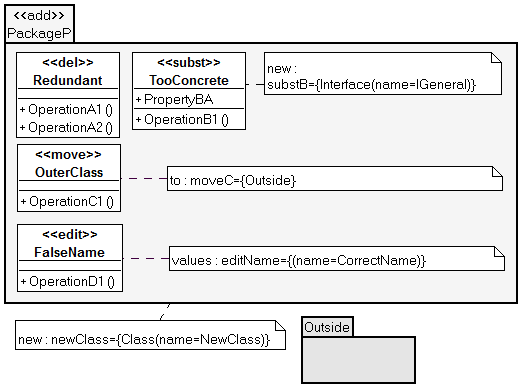 <<add>>
PackageP
<<del>>
Redundant
+ OperationA1 ()
+ OperationA2 ()
<<subst>>
TooConcrete
+ PropertyBA
+ OperationB1 ()
new :
substB={Interface(name=IGeneral)}
<<move>>
OuterClass
+ OperationC1 ()
to : moveC={Outside}
<<edit>>
FalseName
+ OperationD1 ()
values : editName={(name=CorrectName)}
new : newClass={Class(name=NewClass)}
Outside